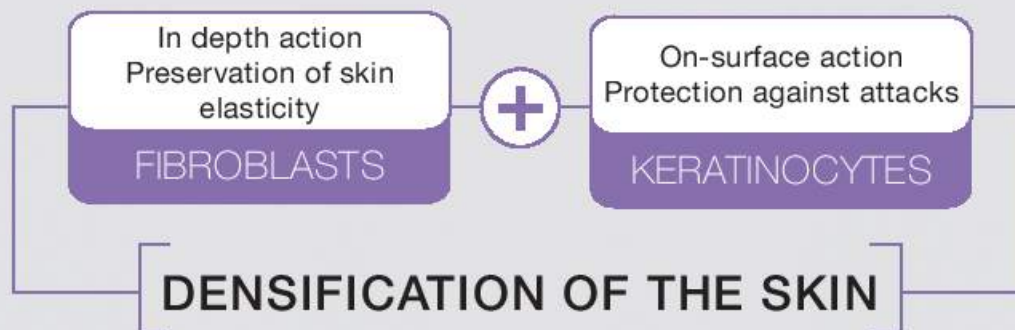 In depth action
Preservation of skin
elasticity
FIBROBLASTS
+
On-surface action
Protection against attacks
KERATINOCYTES
DENSIFICATION OF THE SKIN